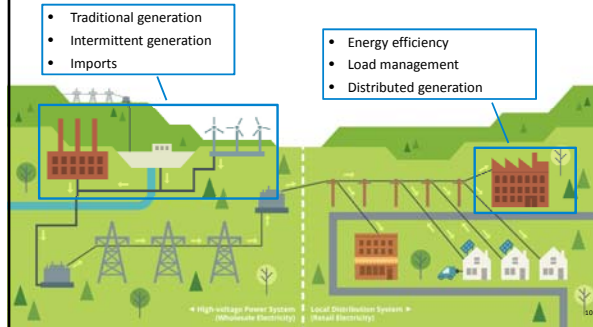 • Traditional generation
• Intermittent generation
• Imports
• Energy efficiency
• Load management
• Distributed generation
◄ High-voltage Power System
(Wholesale Electricity)
Local Distribution System ►
(Retail Electricity)
10